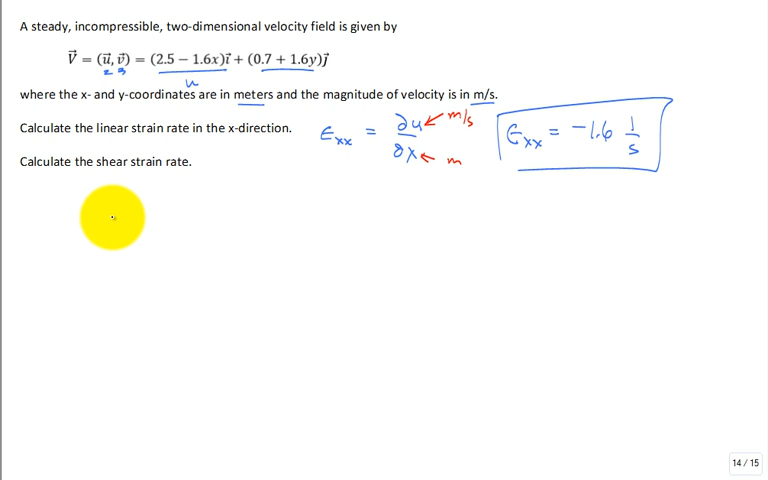 A steady, incompressible, two-dimensional velocity field is given by
V⃗ = (u⃗, v⃗) = (2.5 − 1.6x)i⃗ + (0.7 + 1.6y)j⃗
u
where the x- and y-coordinates are in meters and the magnitude of velocity is in m/s.
Calculate the linear strain rate in the x-direction. ϵxx = ∂u/∂x ← m/s ← m ϵxx = −1.6 1/s
Calculate the shear strain rate.
14 / 15